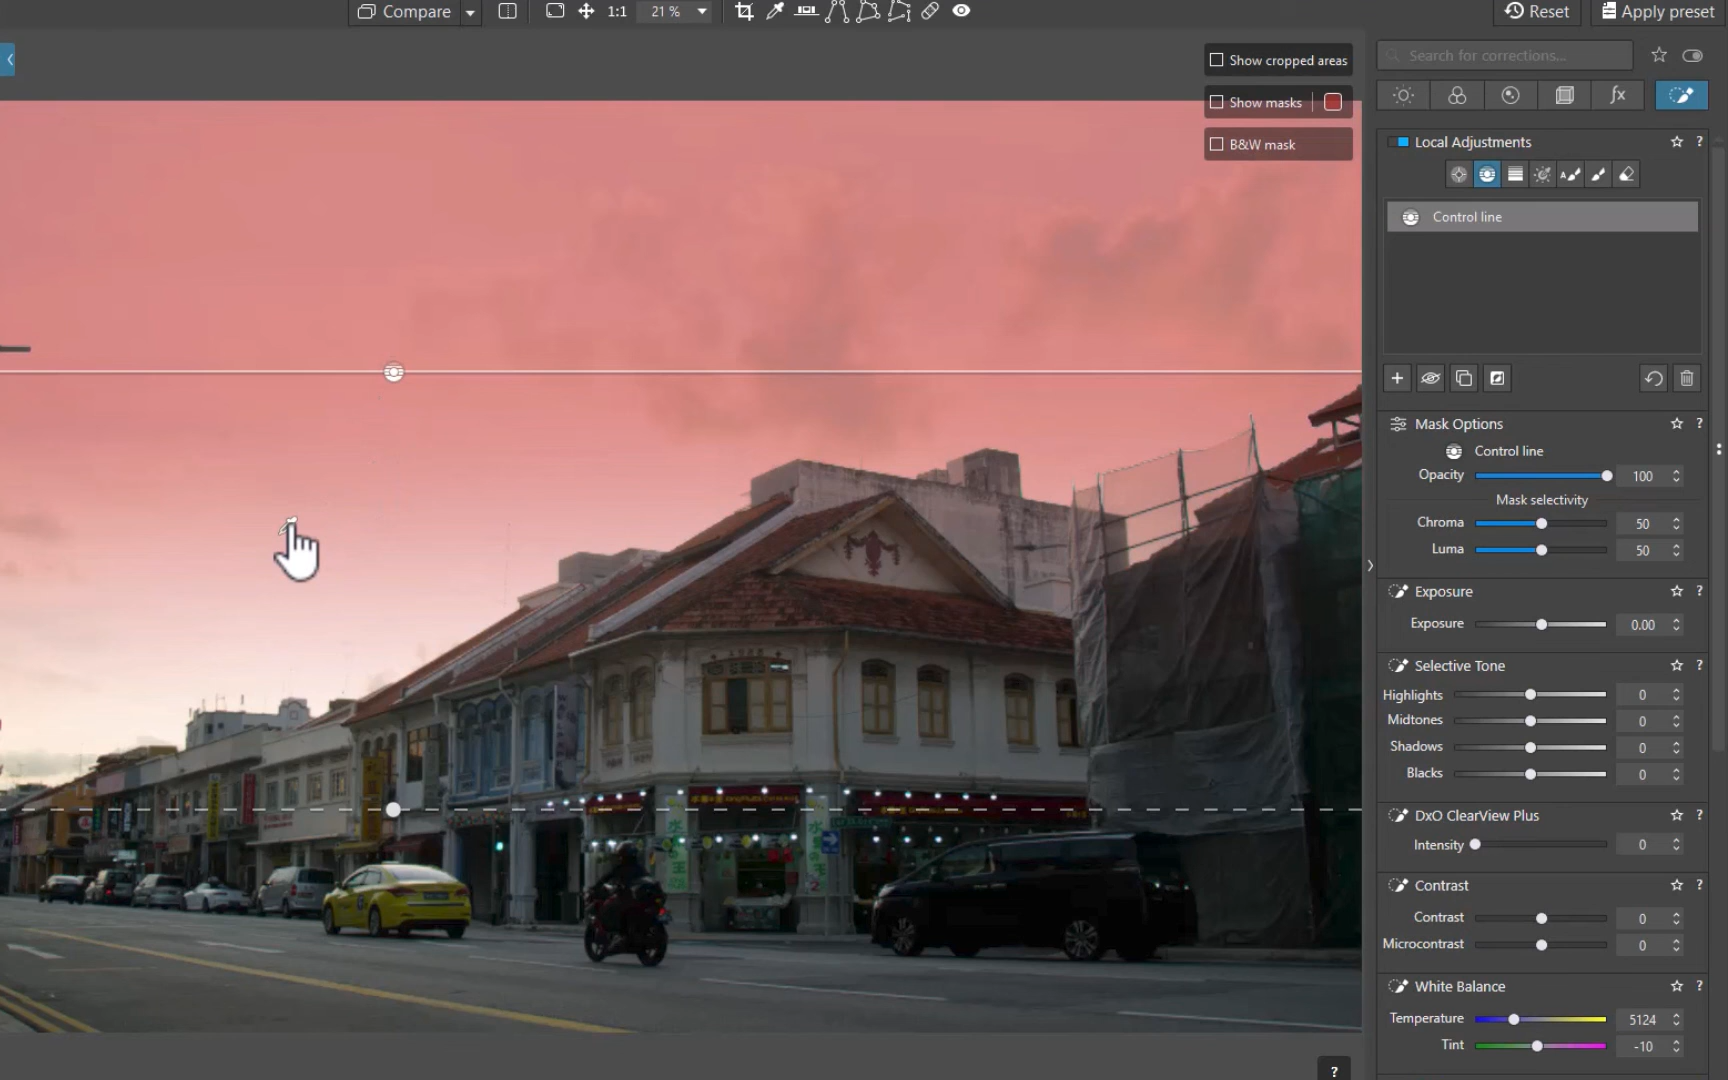 Compare
1:1
21 %
Reset
Apply preset
Show cropped areas
Show masks
B&W mask
Search for corrections...
fx
Local Adjustments
?
Control line
Mask Options
?
Control line
Opacity 100
Mask selectivity
Chroma 50
Luma 50
Exposure
?
Exposure 0.00
Selective Tone
?
Highlights 0
Midtones 0
Shadows 0
Blacks 0
DxO ClearView Plus
?
Intensity 0
Contrast
?
Contrast 0
Microcontrast 0
White Balance
?
Temperature 5124
Tint -10
?